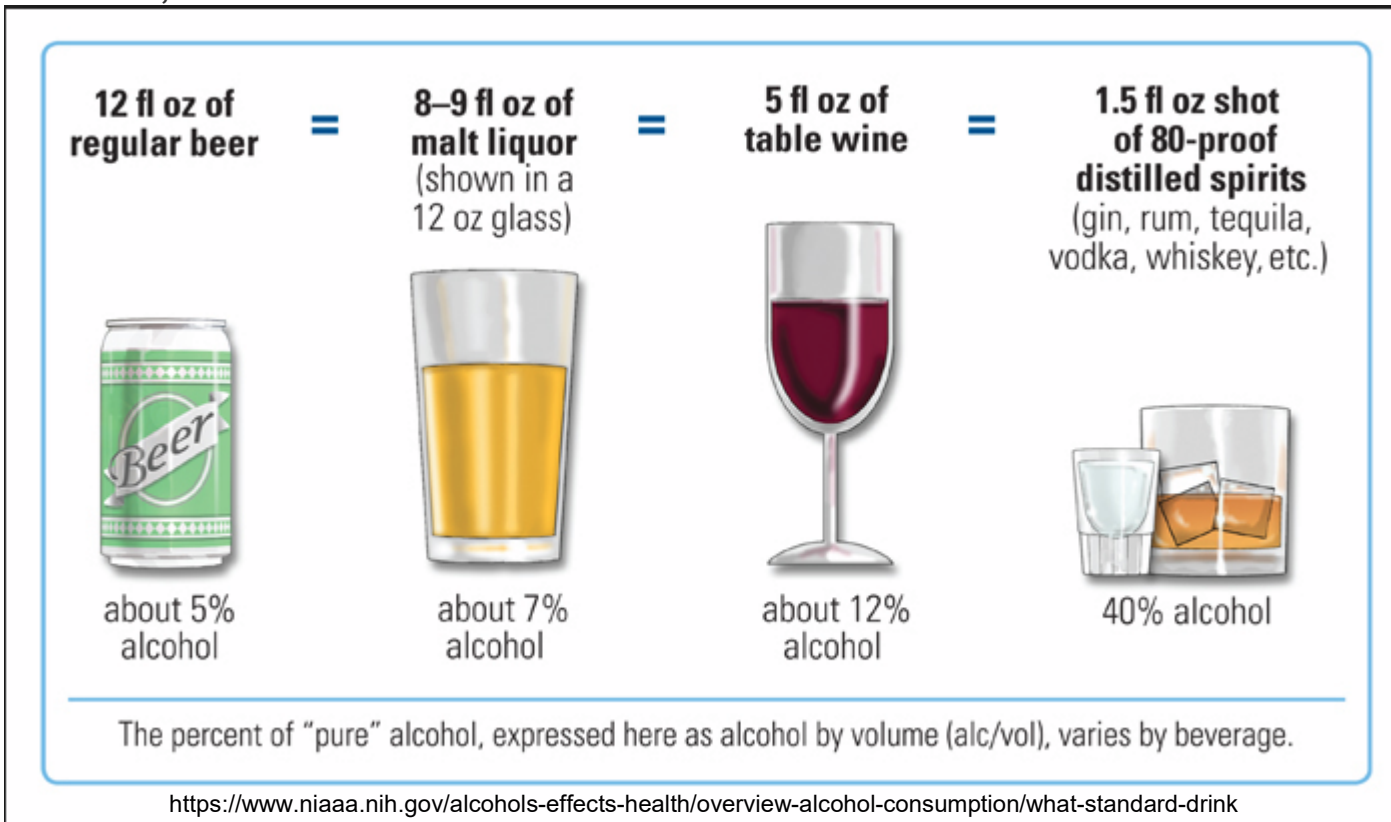 12 fl oz of
regular beer
=
8–9 fl oz of
malt liquor
(shown in a
12 oz glass)
=
5 fl oz of
table wine
=
1.5 fl oz shot
of 80-proof
distilled spirits
(gin, rum, tequila,
vodka, whiskey, etc.)
Beer
about 5%
alcohol
about 7%
alcohol
about 12%
alcohol
40% alcohol
The percent of “pure” alcohol, expressed here as alcohol by volume (alc/vol), varies by beverage.
https://www.niaaa.nih.gov/alcohols-effects-health/overview-alcohol-consumption/what-standard-drink